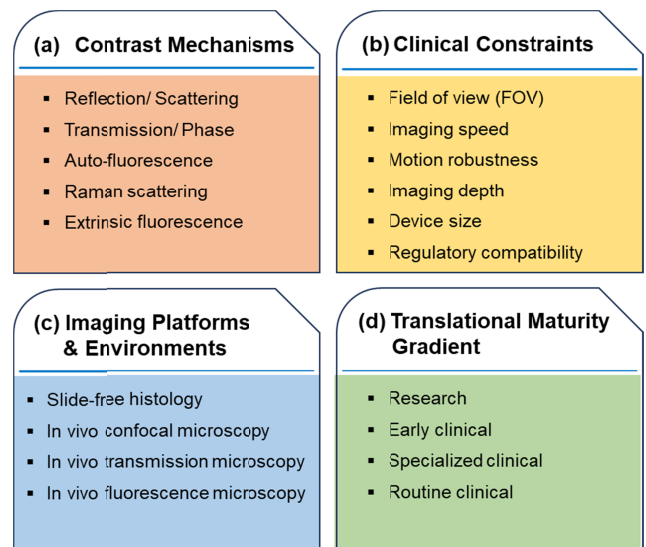 (a) Contrast Mechanisms
▪ Reflection/ Scattering
▪ Transmission/ Phase
▪ Auto-fluorescence
▪ Raman scattering
▪ Extrinsic fluorescence
(b) Clinical Constraints
▪ Field of view (FOV)
▪ Imaging speed
▪ Motion robustness
▪ Imaging depth
▪ Device size
▪ Regulatory compatibility
(c) Imaging Platforms
& Environments
▪ Slide-free histology
▪ In vivo confocal microscopy
▪ In vivo transmission microscopy
▪ In vivo fluorescence microscopy
(d) Translational Maturity
Gradient
▪ Research
▪ Early clinical
▪ Specialized clinical
▪ Routine clinical